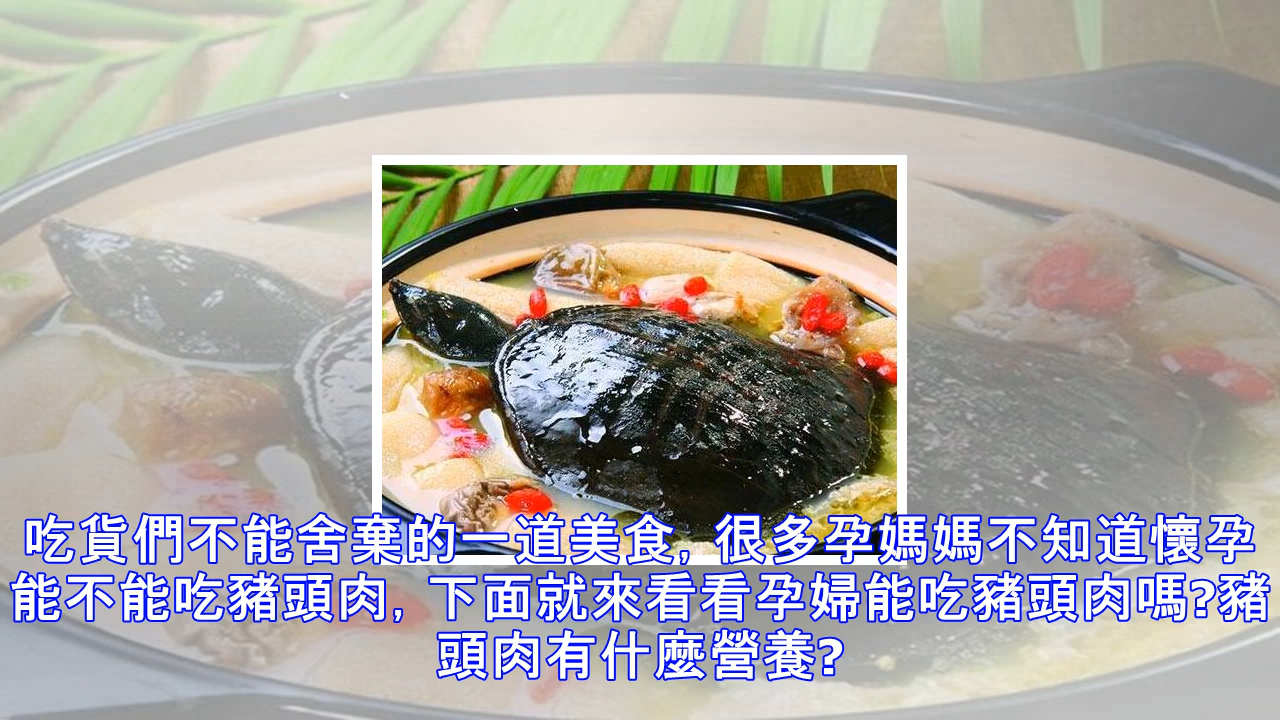 吃貨們不能舍棄的一道美食, 很多孕媽媽不知道懷孕
能不能吃豬頭肉, 下面就來看看孕婦能吃豬頭肉嗎?豬
頭肉有什麼營養?